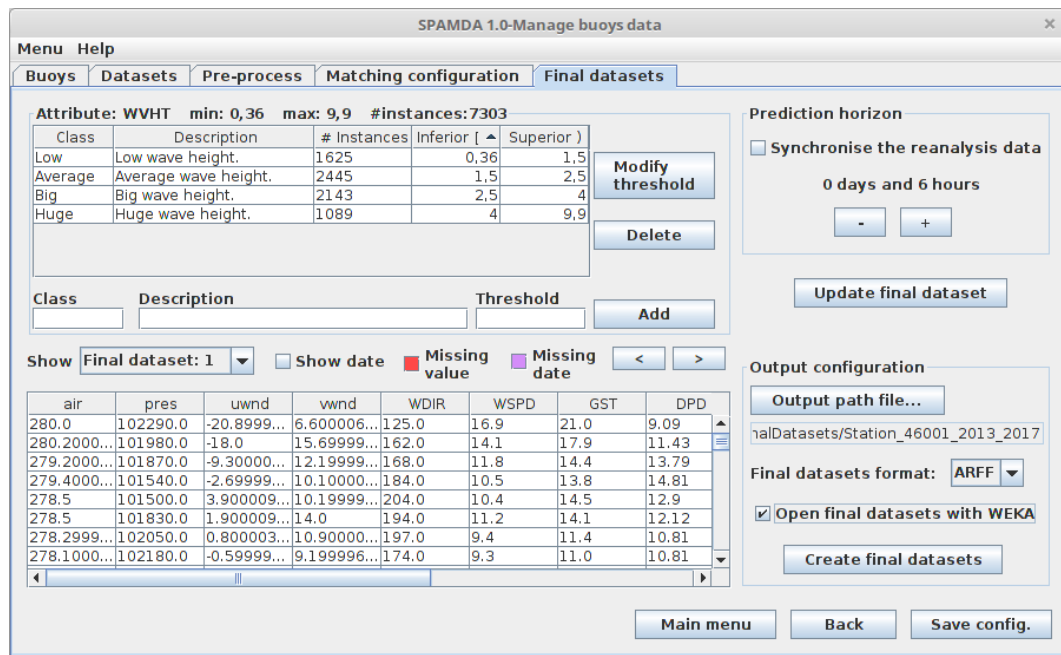 SPAMDA 1.0-Manage buoys data ×
Menu Help
Buoys Datasets Pre-process Matching configuration Final datasets
Attribute: WVHT min: 0,36 max: 9,9 #instances:7303
Class Description # Instances Inferior [ Superior )
Low Low wave height. 1625 0,36 1,5
Average Average wave height. 2445 1,5 2,5
Big Big wave height. 2143 2,5 4
Huge Huge wave height. 1089 4 9,9
Modify
threshold
Delete
Class Description Threshold
Add
Prediction horizon
Synchronise the reanalysis data
0 days and 6 hours
- +
Update final dataset
Show Final dataset: 1 Show date Missing
value Missing
date < >
air pres uwnd vwnd WDIR WSPD GST DPD
280.0 102290.0 -20.8999... 6.600006... 125.0 16.9 21.0 9.09
280.2000... 101980.0 -18.0 15.69999... 162.0 14.1 17.9 11.43
279.2000... 101870.0 -9.30000... 12.19999... 168.0 11.8 14.4 13.79
279.4000... 101540.0 -2.69999... 10.10000... 184.0 10.5 13.8 14.81
278.5 101500.0 3.900009... 10.19999... 204.0 10.4 14.5 12.9
278.5 101830.0 1.900009... 14.0 194.0 11.2 14.1 12.12
278.2999... 102050.0 0.800003... 10.90000... 197.0 9.4 11.4 10.81
278.1000... 102180.0 -0.59999... 9.199996... 174.0 9.3 11.0 10.81
Output configuration
Output path file...
nalDatasets/Station_46001_2013_2017
Final datasets format: ARFF
Open final datasets with WEKA
Create final datasets
Main menu Back Save config.